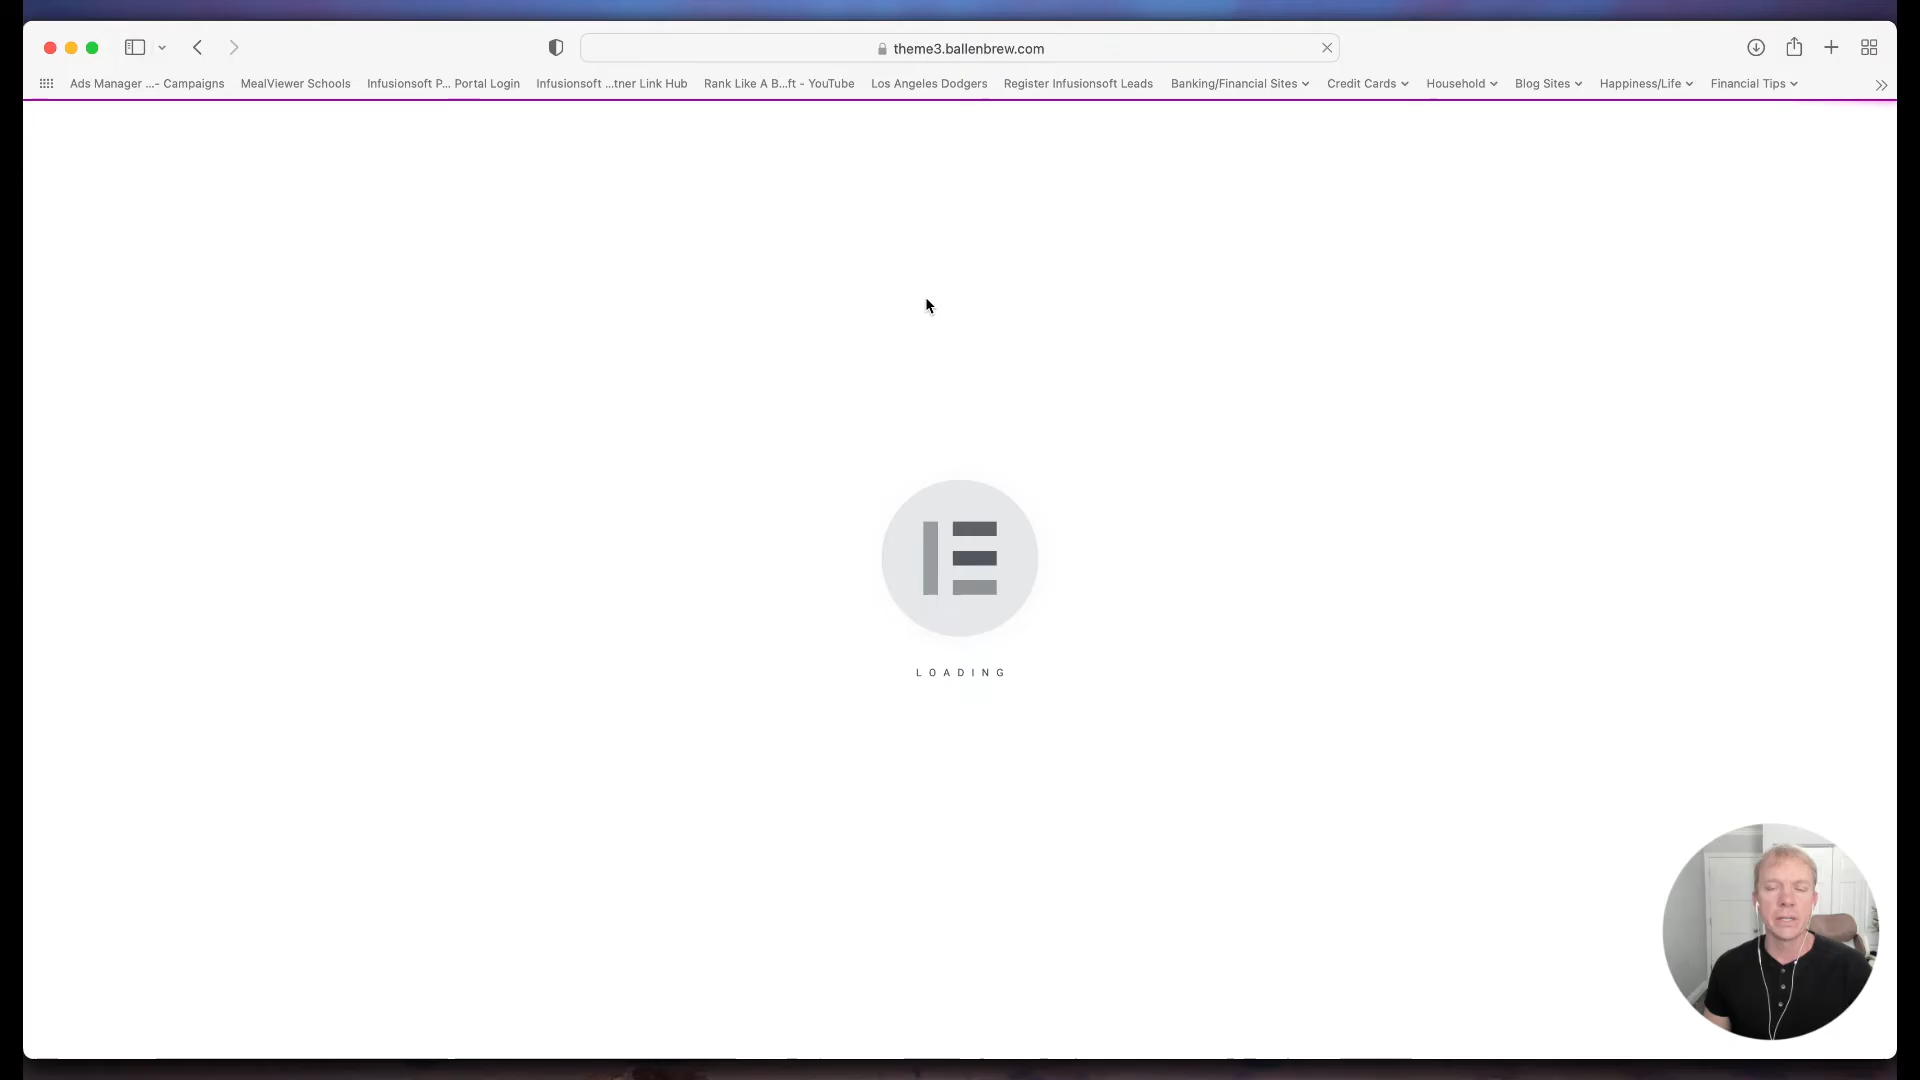 theme3.ballenbrew.com
Ads Manager ...- Campaigns MealViewer Schools Infusionsoft P... Portal Login Infusionsoft ...tner Link Hub Rank Like A B...ft - YouTube Los Angeles Dodgers Register Infusionsoft Leads Banking/Financial Sites Credit Cards Household Blog Sites Happiness/Life Financial Tips
LOADING